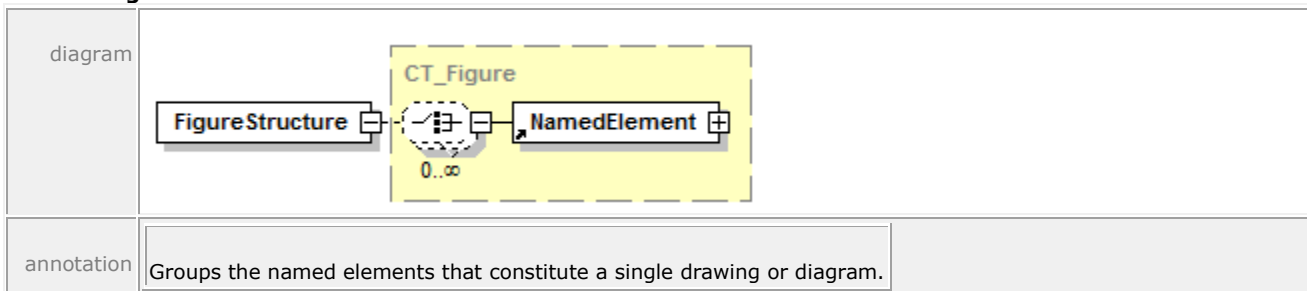 diagram
CT_Figure
FigureStructure
NamedElement
0..∞
annotation
Groups the named elements that constitute a single drawing or diagram.